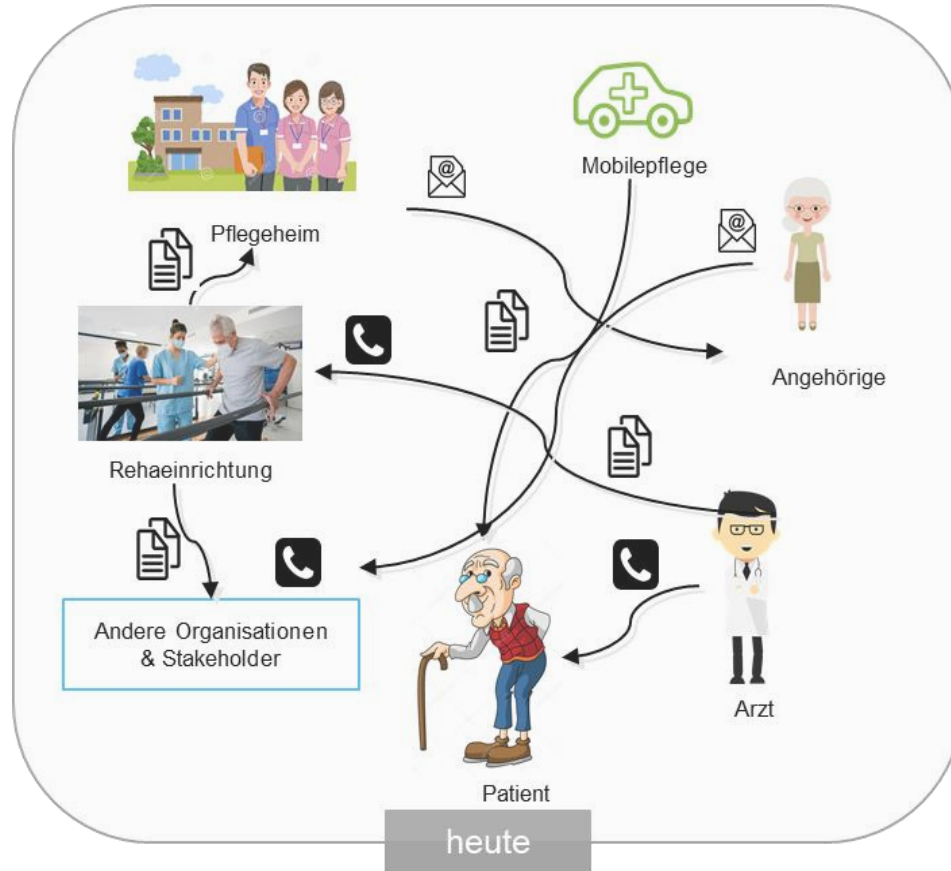 Mobilepflege
Pflegeheim
Angehörige
Rehaeinrichtung
Andere Organisationen
& Stakeholder
Arzt
Patient
heute